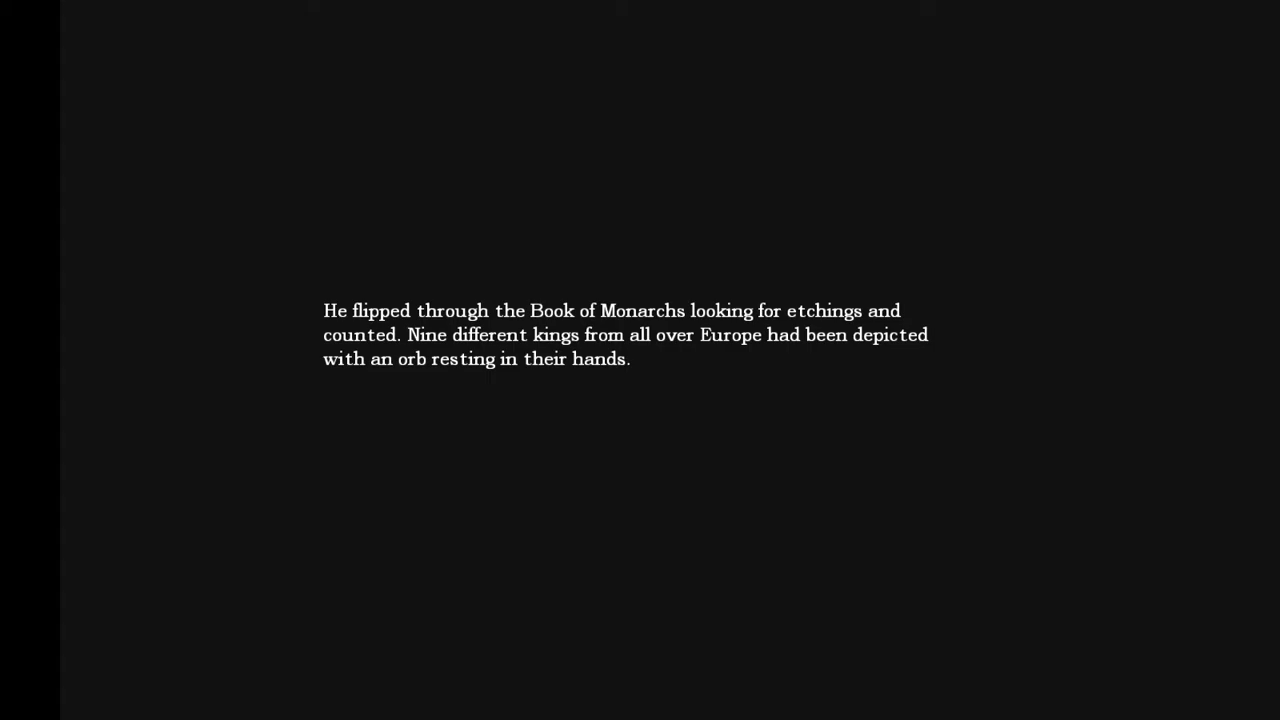 He flipped through the Book of Monarchs looking for etchings and
counted. Nine different kings from all over Europe had been depicted
with an orb resting in their hands.